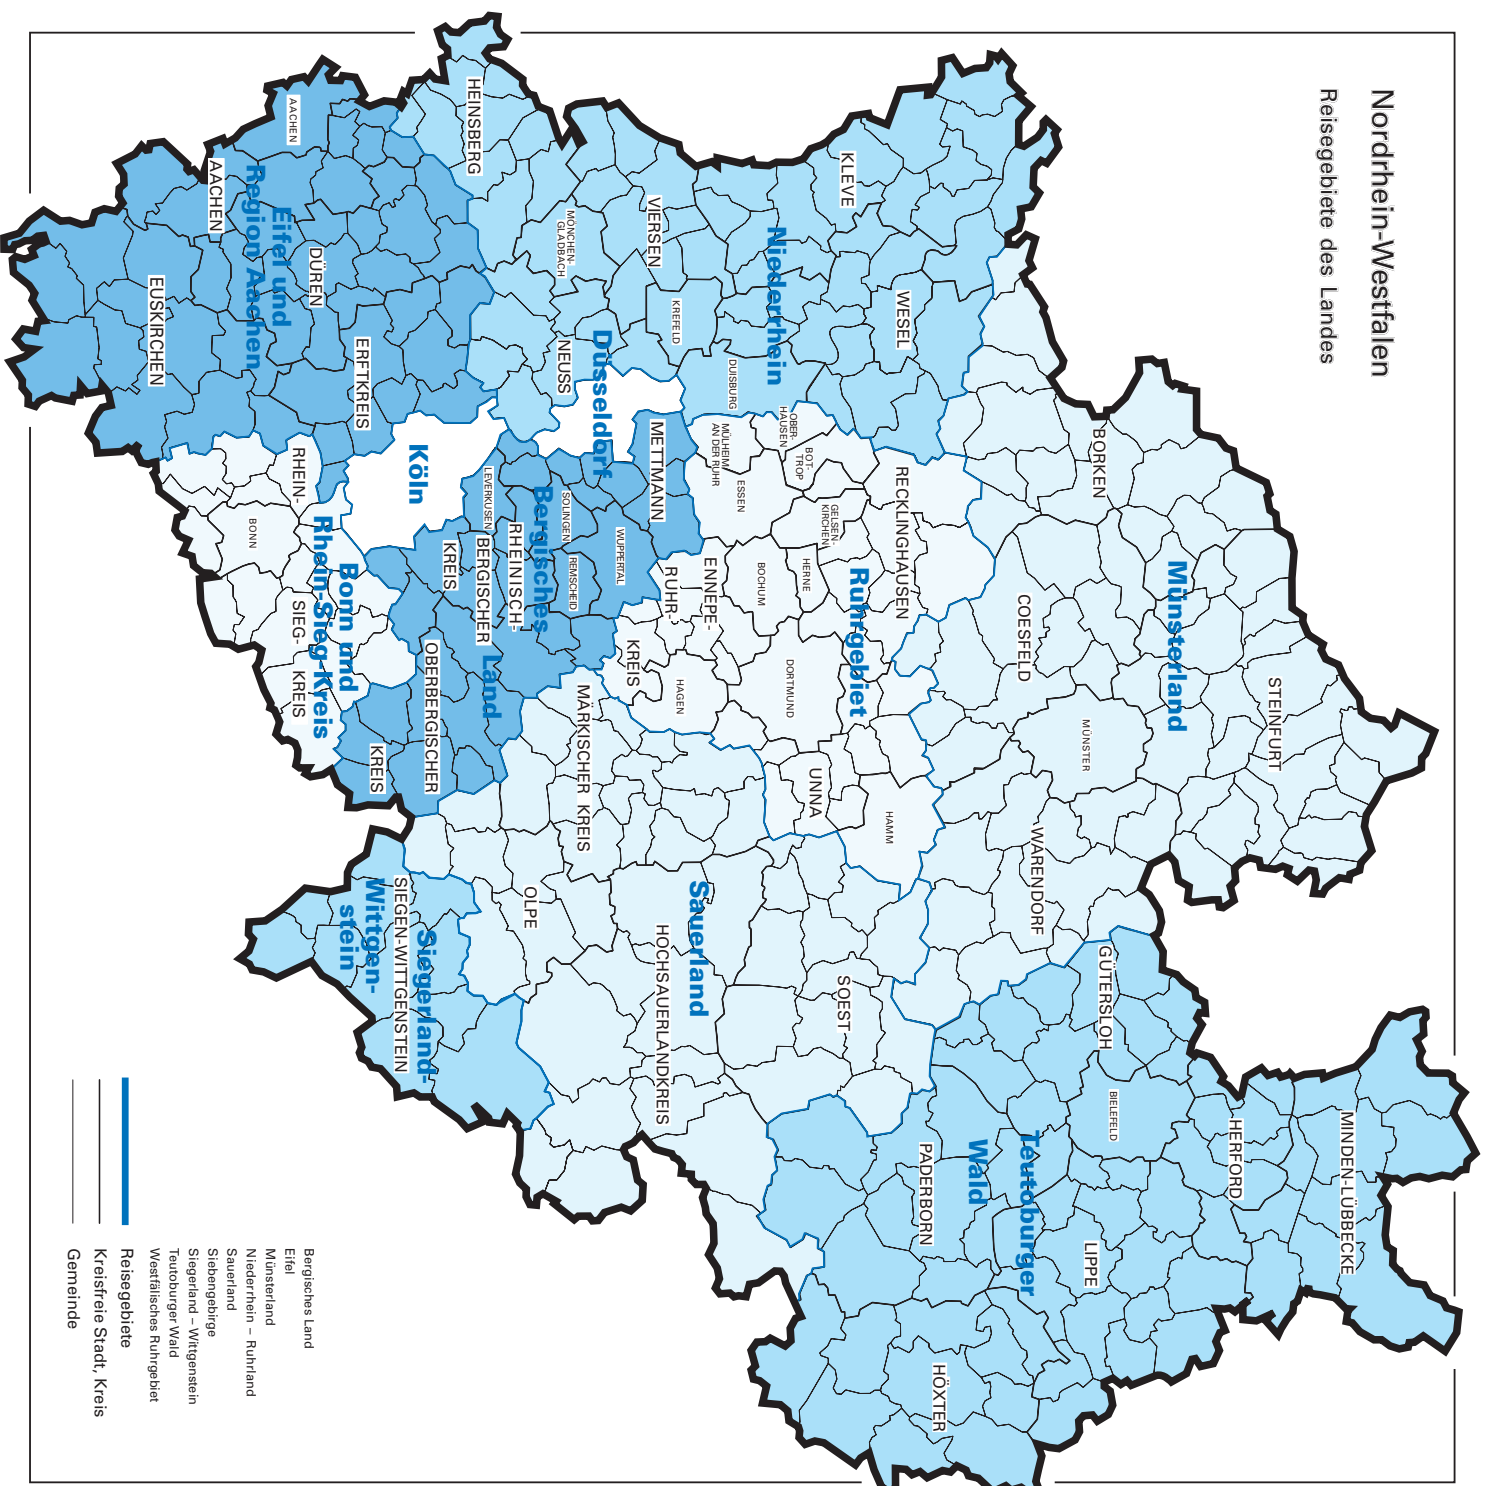 Nordrhein-Westfalen
Reisegebiete des Landes
STEINFURT
Münsterland
BORKEN
MÜNSTER
COESFELD
WARENDORF
GÜTERSLOH
BIELEFELD
HERFORD
MINDEN-LÜBBECKE
LIPPE
Teutoburger
Wald
PADERBORN
HÖXTER
KLEVE
WESEL
Niederrhein
VIERSEN
KREFELD
DUISBURG
MÖNCHEN-
GLADBACH
HEINSBERG
NEUSS
Düsseldorf
RECKLINGHAUSEN
Ruhrgebiet
OBER-
HAUSEN
BOT-
TROP
GELSEN-
KIRCHEN
MÜLHEIM
AN DER RUHR
ESSEN
HERNE
BOCHUM
DORTMUND
UNNA
HAMM
ENNEPE-
RUHR-
KREIS
HAGEN
METTMANN
WUPPERTAL
SOLINGEN
REMSCHEID
Bergisches
Land
LEVERKUSEN
RHEINISCH-
BERGISCHER
KREIS
OBERBERGISCHER
KREIS
MÄRKISCHER KREIS
OLPE
Sauerland
HOCHSAUERLANDKREIS
SOEST
Siegerland-
Wittgen-
stein
SIEGEN-WITTGENSTEIN
Köln
ERFTKREIS
DÜREN
Eifel und
Region Aachen
AACHEN
AACHEN
EUSKIRCHEN
RHEIN-
SIEG-
KREIS
BONN
Bonn und
Rhein-Sieg-Kreis
Bergisches Land
Eifel
Münsterland
Niederrhein – Ruhrland
Sauerland
Siebengebirge
Siegerland – Wittgenstein
Teutoburger Wald
Westfälisches Ruhrgebiet
Reisegebiete
Kreisfreie Stadt, Kreis
Gemeinde